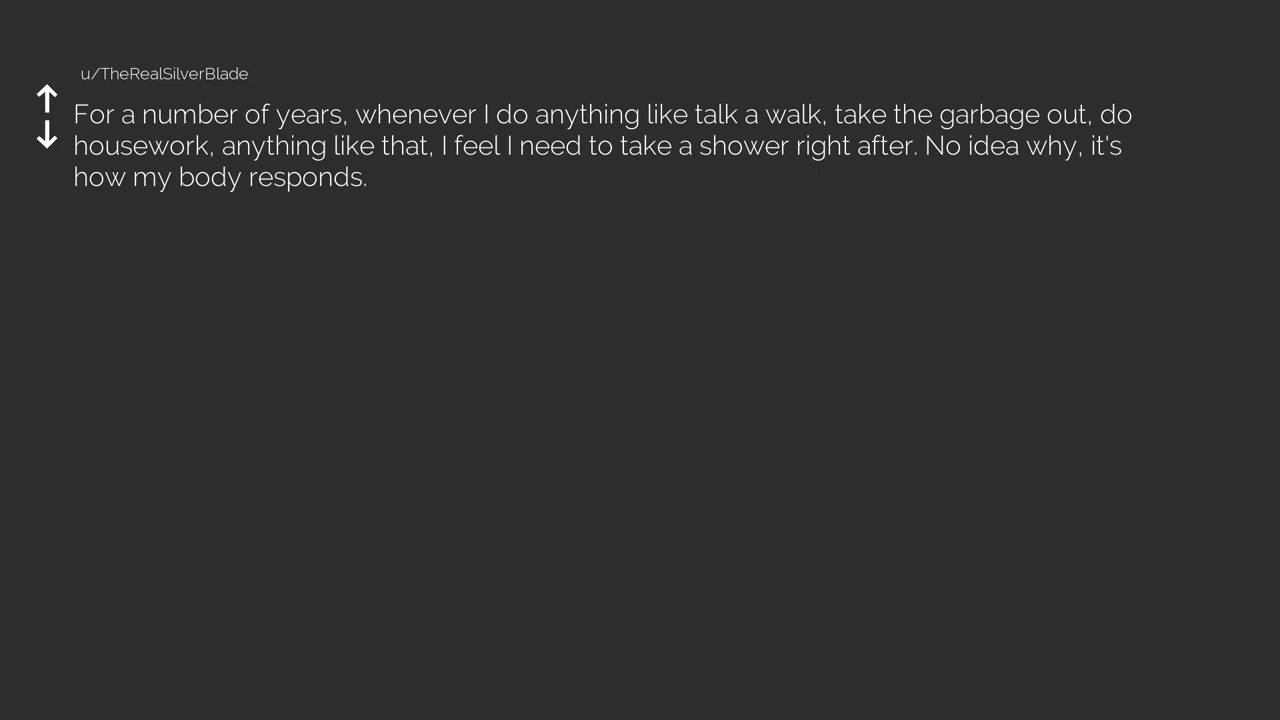 u/TheRealSilverBlade
For a number of years, whenever I do anything like talk a walk, take the garbage out, do
housework, anything like that, I feel I need to take a shower right after. No idea why, it's
how my body responds.